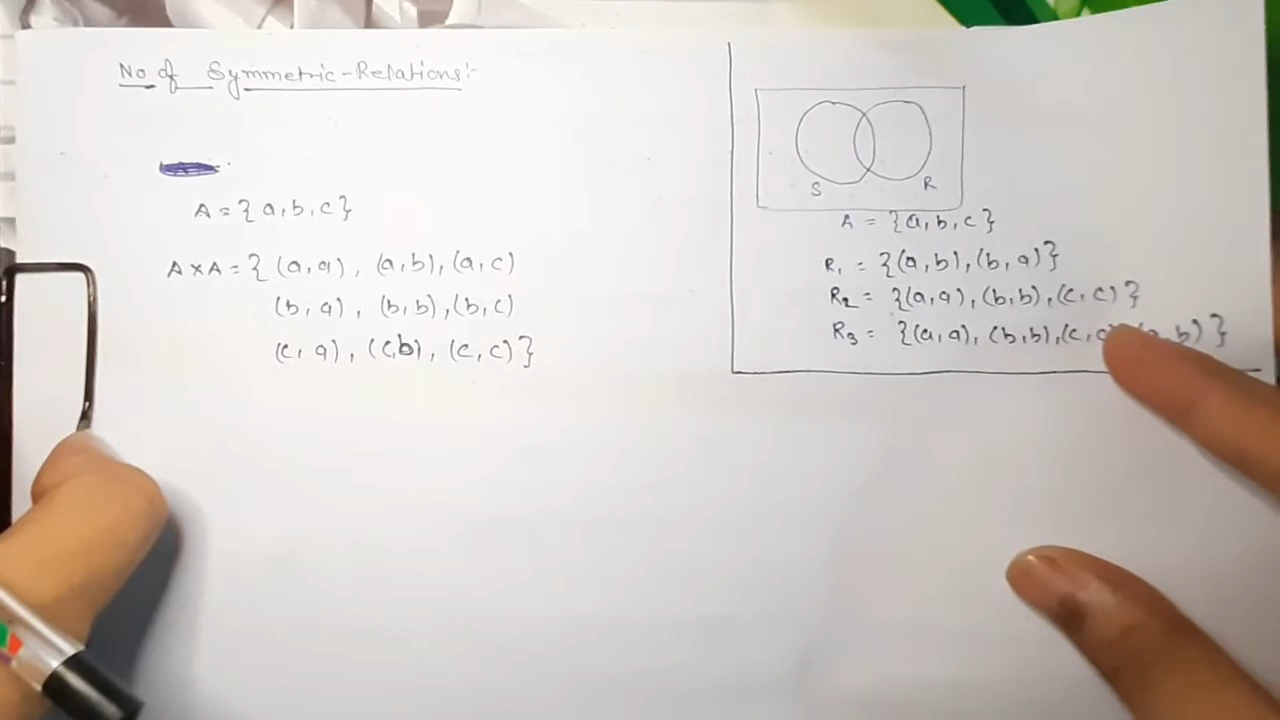 No of Symmetric-Relations:-
A = {a, b, c}
A × A = { (a, a) , (a, b), (a, c)
(b, a) , (b, b), (b, c)
(c, a) , (c,b) , (c, c) }
S R
A = {a, b, c}
R₁ = {(a, b), (b, a)}
R₂ = {(a, a), (b, b), (c, c) }
R₃ = {(a, a), (b, b), (c, b) }